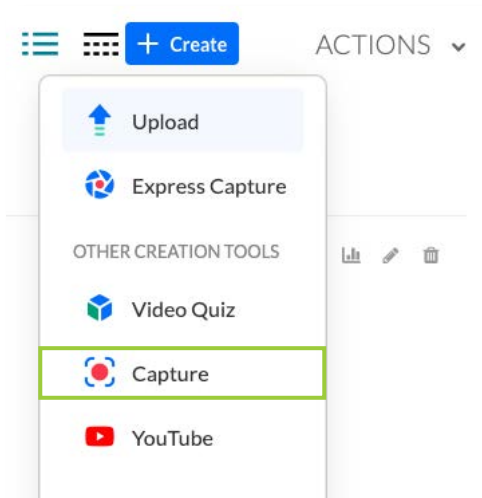 + Create ACTIONS
Upload
Express Capture
OTHER CREATION TOOLS
Video Quiz
Capture
YouTube